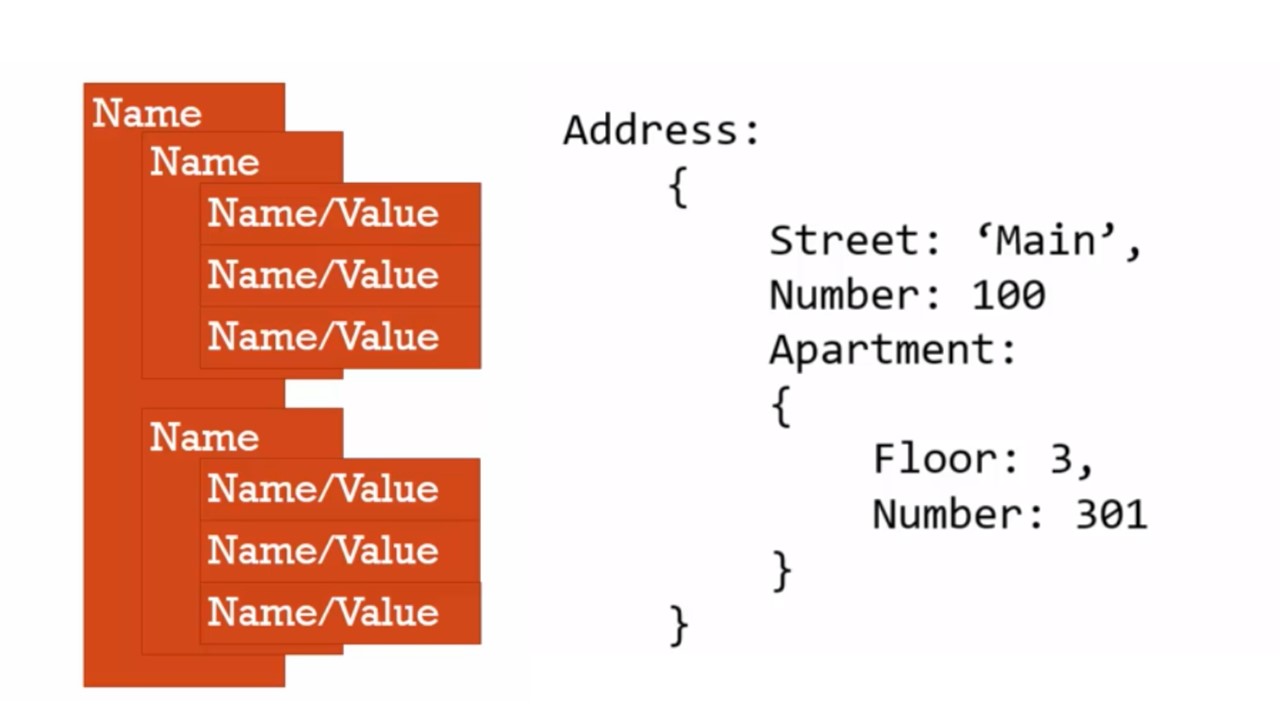 Name
Name
Name/Value
Name/Value
Name/Value
Name
Name/Value
Name/Value
Name/Value
Address:
{
Street: ‘Main’,
Number: 100
Apartment:
{
Floor: 3,
Number: 301
}
}